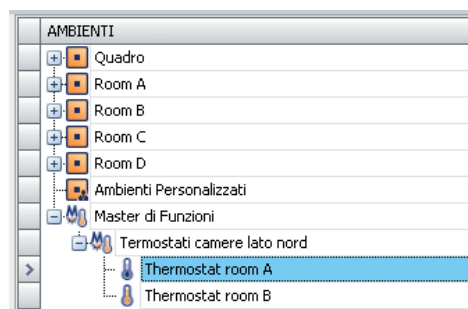 AMBIENTI
Quadro
Room A
Room B
Room C
Room D
Ambienti Personalizzati
Master di Funzioni
Termostati camere lato nord
Thermostat room A
Thermostat room B